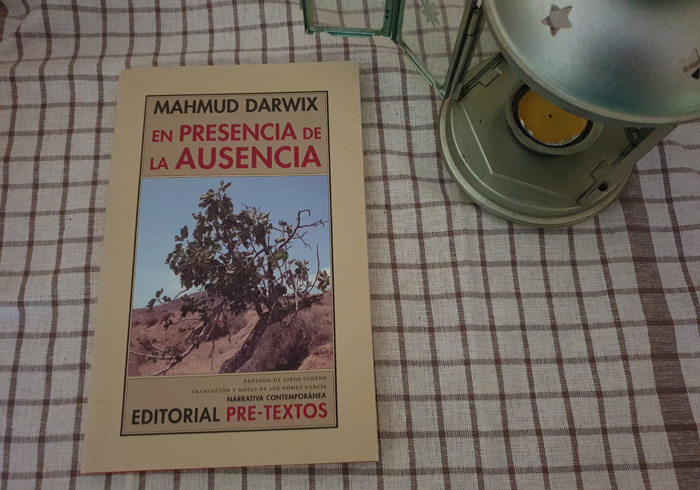 MAHMUD DARWIX
EN PRESENCIA DE
LA AUSENCIA
PRÓLOGO DE JORGE GIMENO
TRADUCCIÓN Y NOTAS DE LUZ GÓMEZ GARCÍA
NARRATIVA CONTEMPORÁNEA
EDITORIAL PRE-TEXTOS